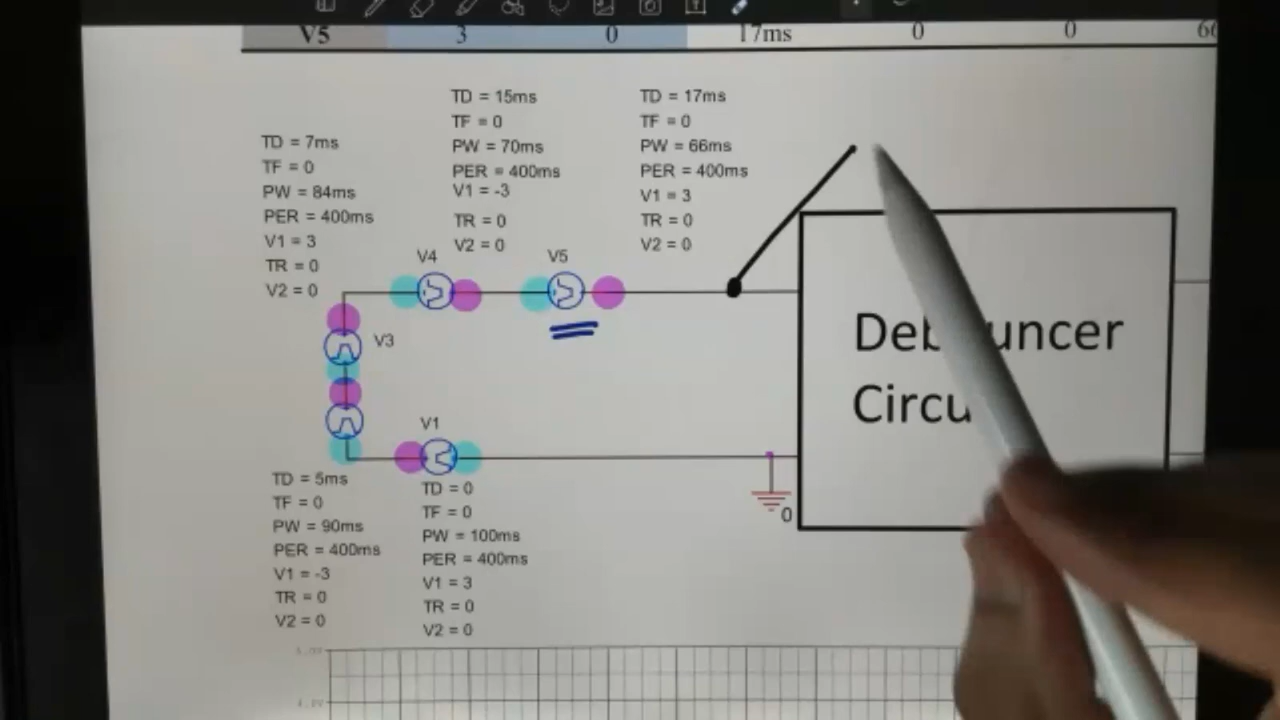 V5 3 0 17ms 0 0 66
TD = 15ms
TF = 0
PW = 70ms
PER = 400ms
V1 = -3
TR = 0
V2 = 0
TD = 17ms
TF = 0
PW = 66ms
PER = 400ms
V1 = 3
TR = 0
V2 = 0
TD = 7ms
TF = 0
PW = 84ms
PER = 400ms
V1 = 3
TR = 0
V2 = 0
V4
V5
V3
V1
TD = 5ms
TF = 0
PW = 90ms
PER = 400ms
V1 = -3
TR = 0
V2 = 0
TD = 0
TF = 0
PW = 100ms
PER = 400ms
V1 = 3
TR = 0
V2 = 0
0
Deb uncer
Circu